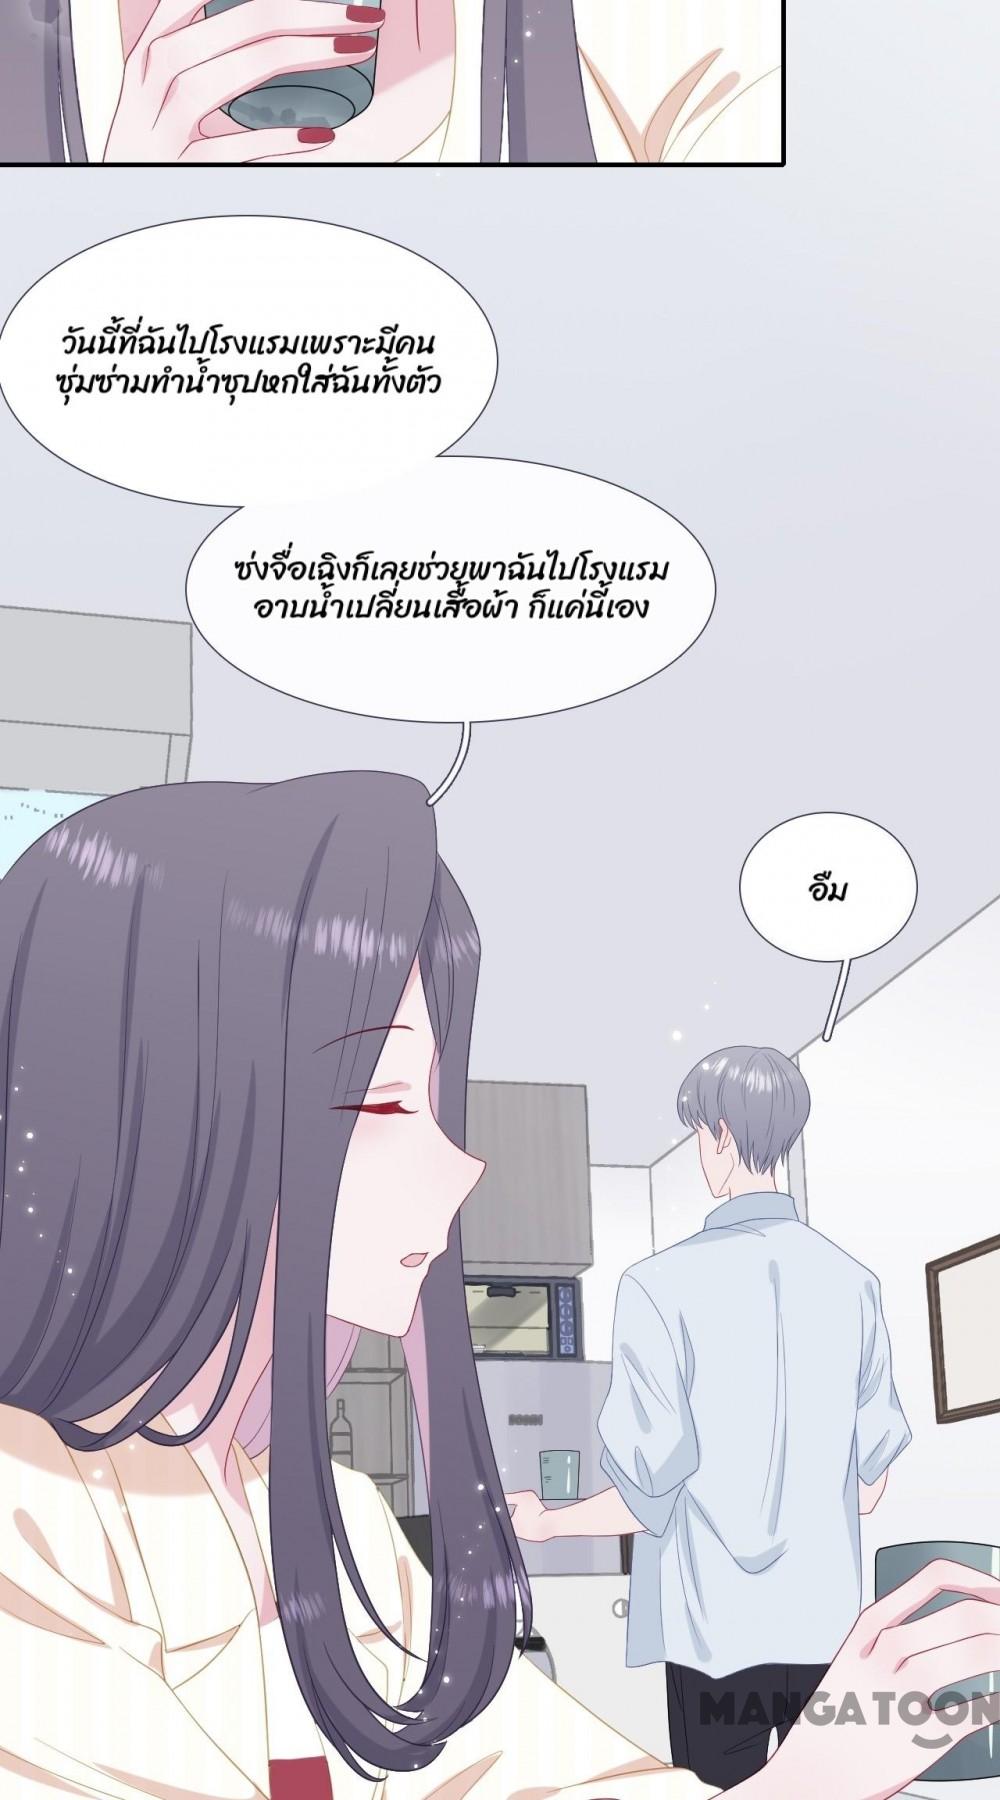 วันนี้ที่ฉันไปโรงแรมเพราะมีคน
ซุ่มซ่ามทำน้ำซุปหกใส่ฉันทั้งตัว
ซ่งจื่อเฉิงก็เลยช่วยพาฉันไปโรงแรม
อาบน้ำเปลี่ยนเสื้อผ้า ก็แค่นี้เอง
อืม
MANGATOON